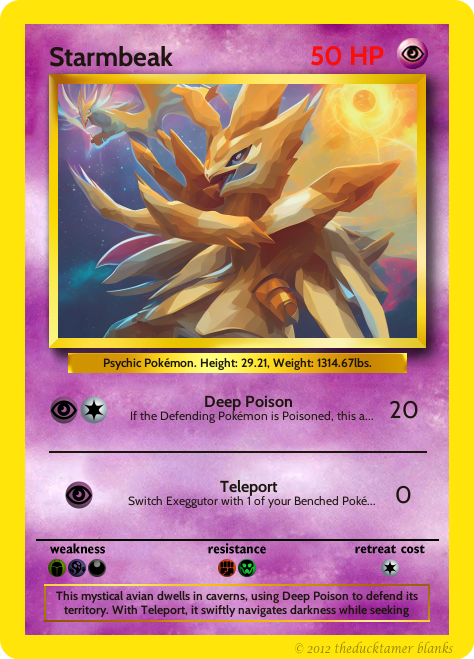 Starmbeak 50 HP
Psychic Pokémon. Height: 29.21, Weight: 1314.67lbs.
Deep Poison
If the Defending Pokémon is Poisoned, this a... 20
Teleport
Switch Exeggutor with 1 of your Benched Poké... 0
weakness resistance retreat cost
This mystical avian dwells in caverns, using Deep Poison to defend its
territory. With Teleport, it swiftly navigates darkness while seeking
© 2012 theducktamer blanks